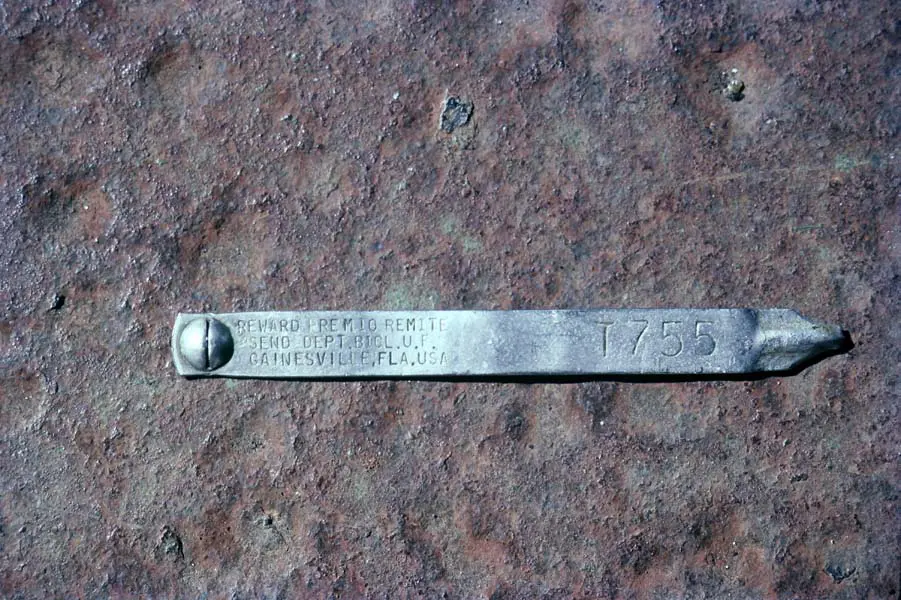 REWARD PREMIO REMITE
SEND DEPT.BIOL.U.F.
GAINESVILLE,FLA.USA
T755